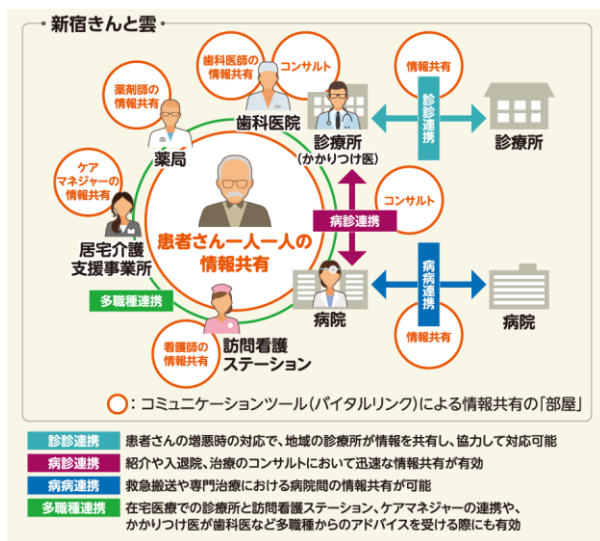 新宿きんと雲
歯科医師の
情報共有
コンサルト
情報共有
薬剤師の
情報共有
歯科医院
診療所
(かかりつけ医)
診診連携
診療所
薬局
ケア
マネジャーの
情報共有
コンサルト
病診連携
患者さん一人一人の
情報共有
居宅介護
支援事業所
多職種連携
病院
病病連携
病院
看護師の
情報共有
訪問看護
ステーション
情報共有
:コミュニケーションツール(バイタルリンク)による情報共有の「部屋」
診診連携 患者さんの増悪時の対応で、地域の診療所が情報を共有し、協力して対応可能
病診連携 紹介や入退院、治療のコンサルトにおいて迅速な情報共有が有効
病病連携 救急搬送や専門治療における病院間の情報共有が可能
多職種連携 在宅医療での診療所と訪問看護ステーション、ケアマネジャーの連携や、
かかりつけ医が歯科医など多職種からのアドバイスを受ける際にも有効